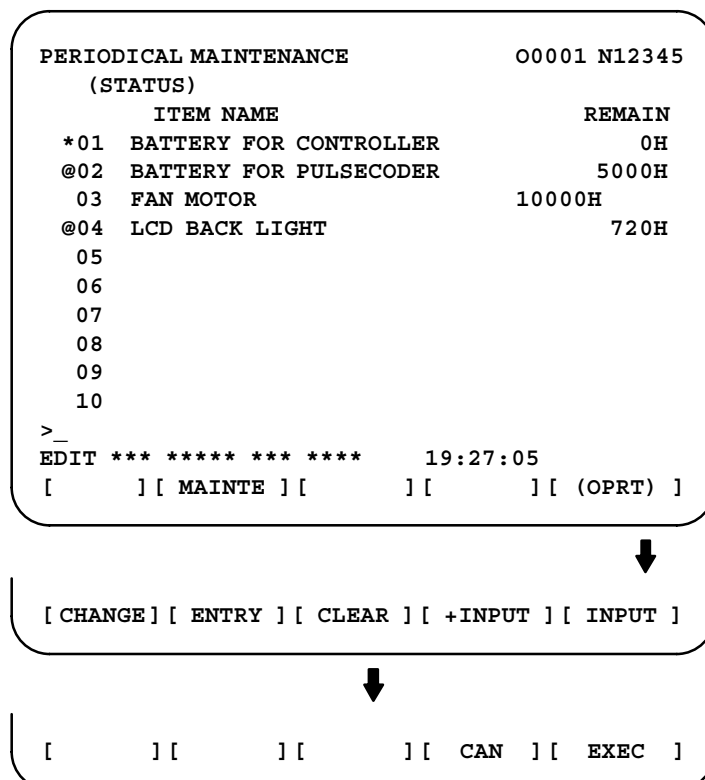 PERIODICAL MAINTENANCE O0001 N12345
(STATUS)
ITEM NAME REMAIN
*01 BATTERY FOR CONTROLLER 0H
@02 BATTERY FOR PULSECODER 5000H
03 FAN MOTOR 10000H
@04 LCD BACK LIGHT 720H
05
06
07
08
09
10
>_
EDIT *** ***** *** **** 19:27:05
[ ][ MAINTE ][ ][ ][ (OPRT) ]
[CHANGE][ ENTRY ][ CLEAR ][ +INPUT ][ INPUT ]
[ ][ ][ ][ CAN ][ EXEC ]